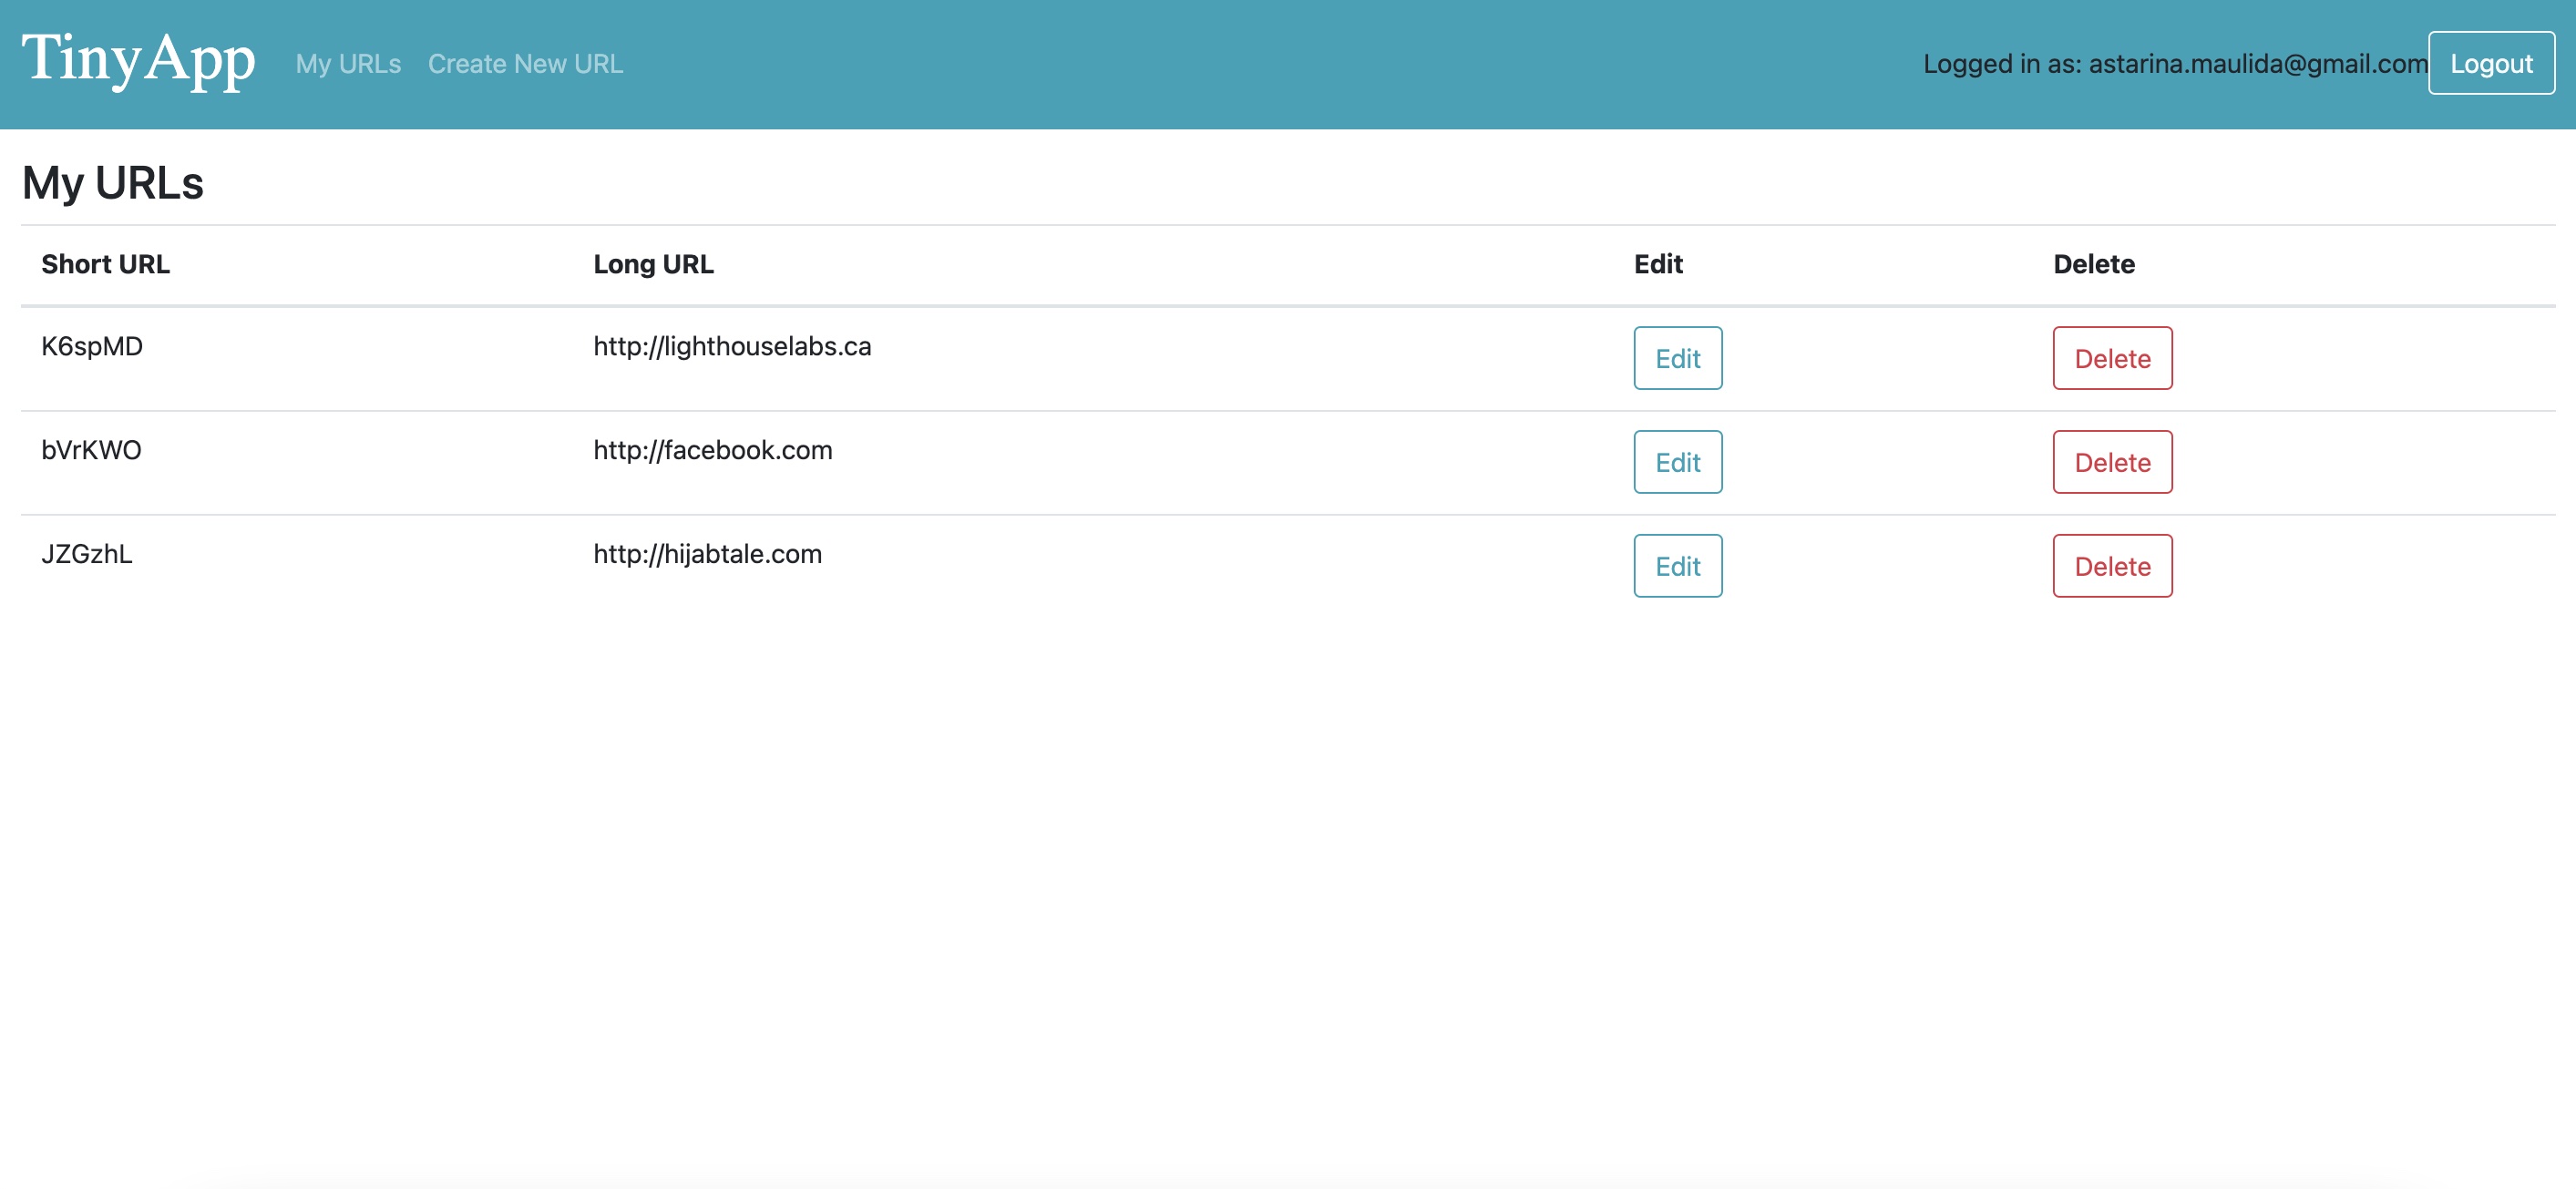 TinyApp My URLs Create New URL Logged in as: astarina.maulida@gmail.com Logout
My URLs
Short URL Long URL Edit Delete
K6spMD http://lighthouselabs.ca Edit Delete
bVrKWO http://facebook.com Edit Delete
JZGzhL http://hijabtale.com Edit Delete